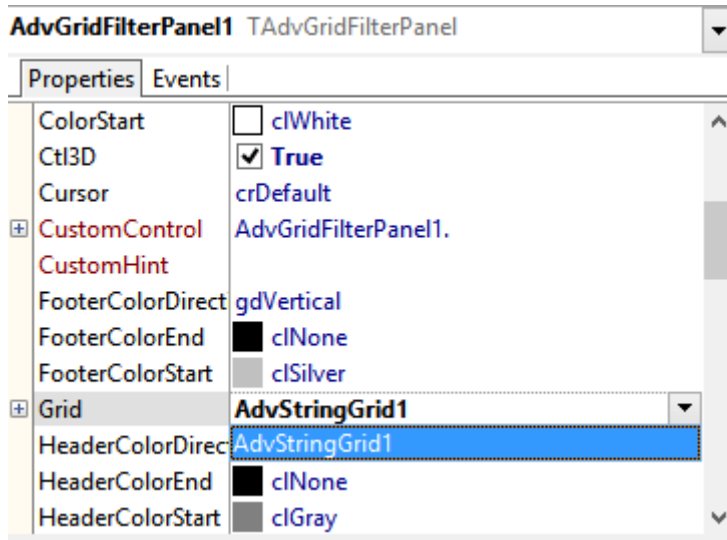 AdvGridFilterPanel1 TAdvGridFilterPanel
Properties Events
ColorStart clWhite
Ctl3D True
Cursor crDefault
CustomControl AdvGridFilterPanel1.
CustomHint
FooterColorDirecti gdVertical
FooterColorEnd clNone
FooterColorStart clSilver
Grid AdvStringGrid1
HeaderColorDirec AdvStringGrid1
HeaderColorEnd clNone
HeaderColorStart clGray